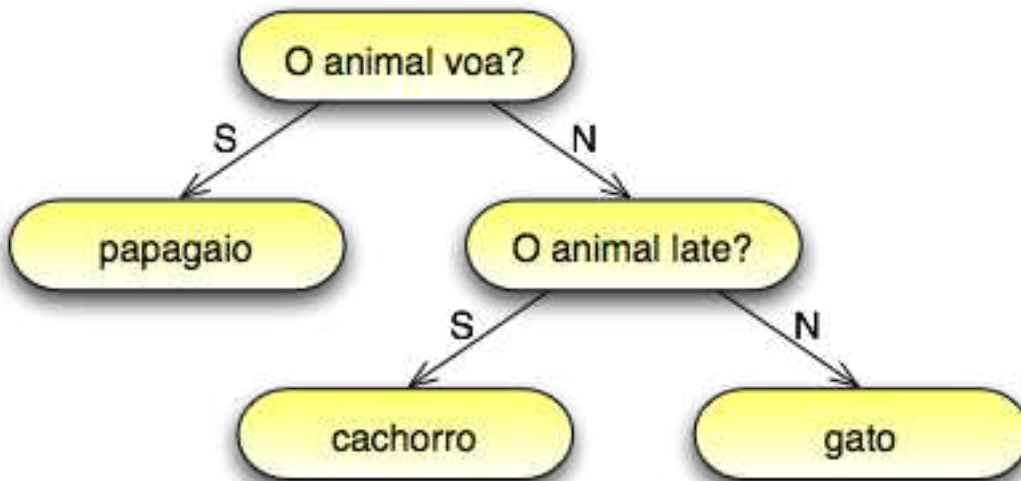 O animal voa?
S
N
papagaio
O animal late?
S
N
cachorro
gato